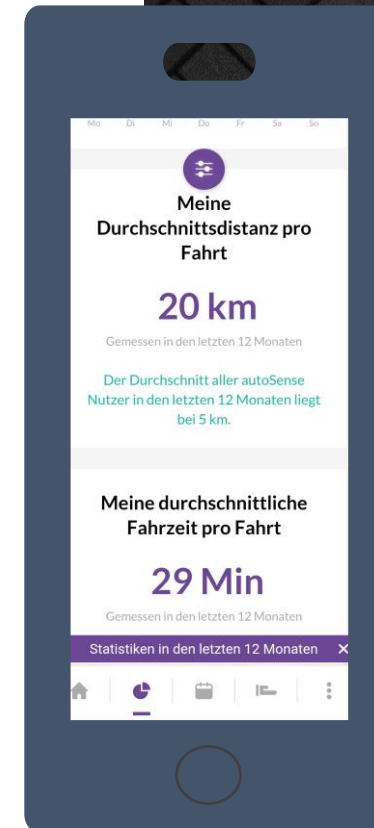 Mo Di Mi Do Fr Sa So
Meine
Durchschnittsdistanz pro
Fahrt
20 km
Gemessen in den letzten 12 Monaten
Der Durchschnitt aller autoSense
Nutzer in den letzten 12 Monaten liegt
bei 5 km.
Meine durchschnittliche
Fahrzeit pro Fahrt
29 Min
Gemessen in den letzten 12 Monaten
Statistiken in den letzten 12 Monaten ×